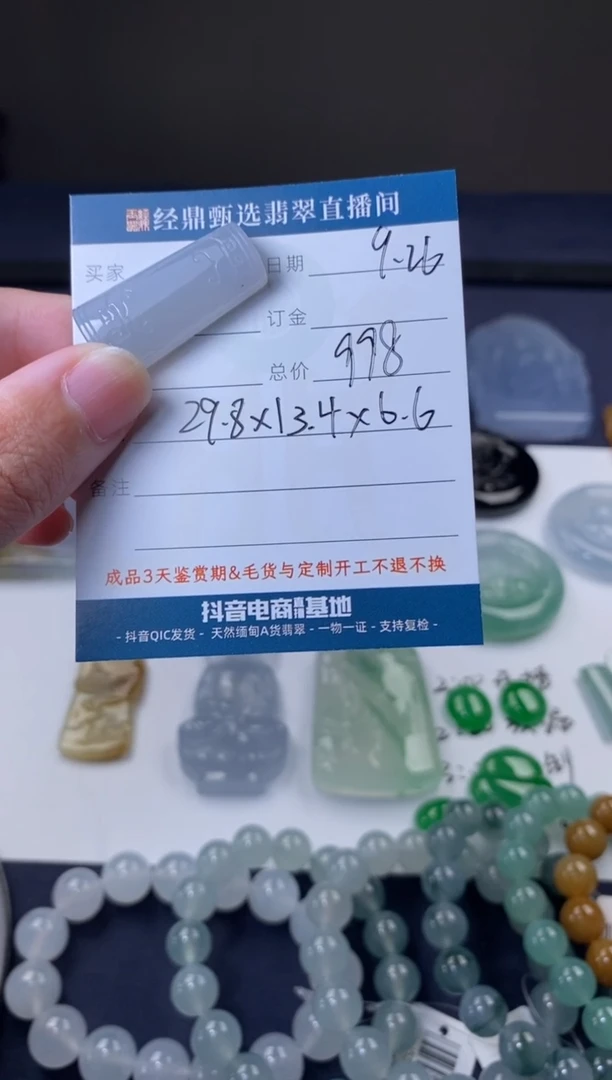 经鼎甄选翡翠直播间
买家 日期 9-26
订金
总价 998
29.8×13.4×6.6
备注
成品3天鉴赏期&毛货与定制开工不退不换
抖音电商直播基地
- 抖音QIC发货 - 天然缅甸A货翡翠 - 一物一证 - 支持复检 -